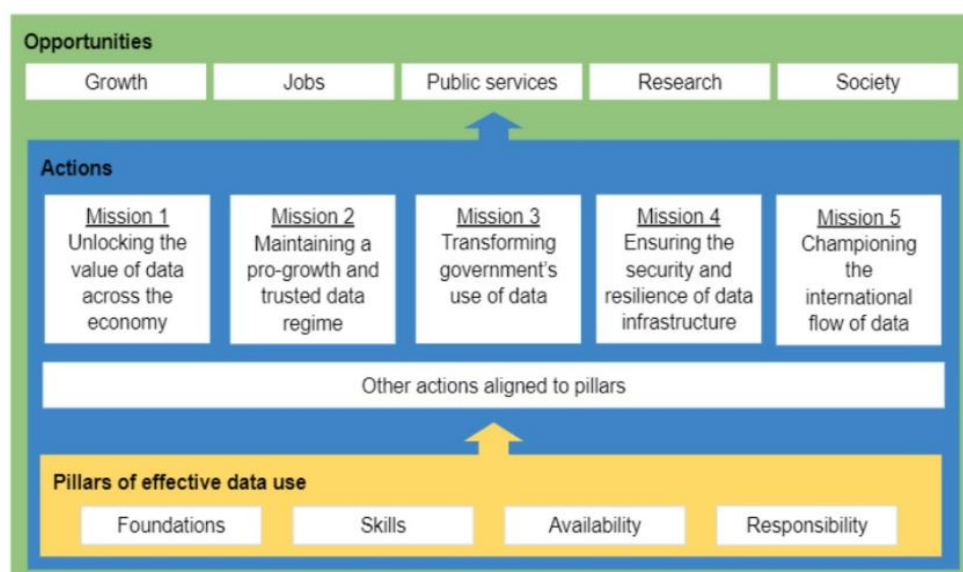 Opportunities
Growth
Jobs
Public services
Research
Society
Actions
Mission 1
Unlocking the
value of data
across the
economy
Mission 2
Maintaining a
pro-growth and
trusted data
regime
Mission 3
Transforming
government’s
use of data
Mission 4
Ensuring the
security and
resilience of data
infrastructure
Mission 5
Championing
the
international
flow of data
Other actions aligned to pillars
Pillars of effective data use
Foundations
Skills
Availability
Responsibility